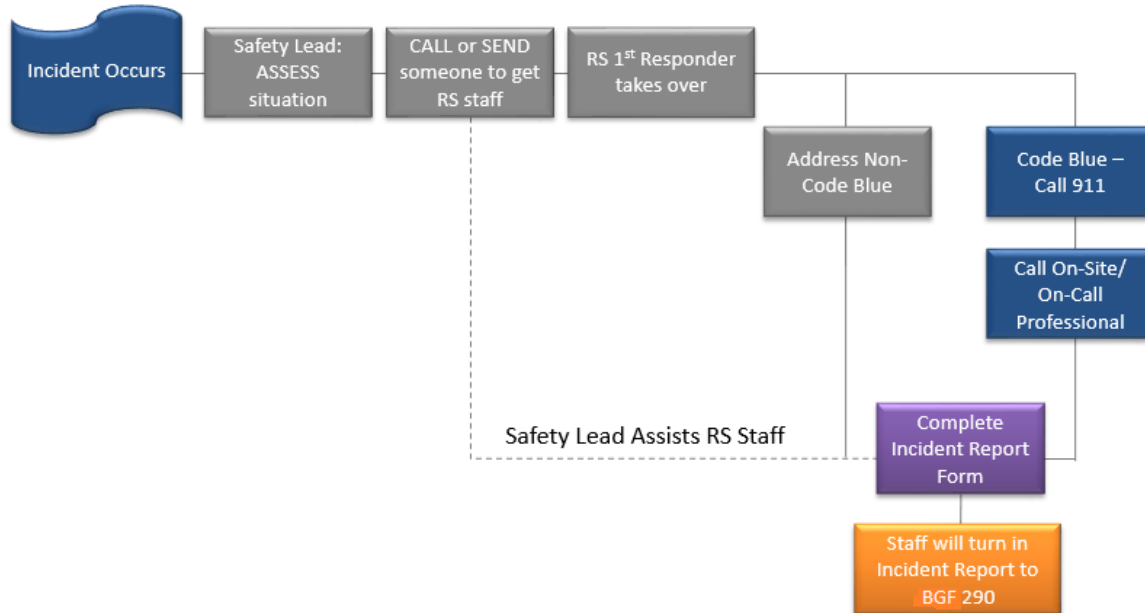 Incident Occurs
Safety Lead:
ASSESS
situation
CALL or SEND
someone to get
RS staff
RS 1st Responder
takes over
Address Non-
Code Blue
Code Blue –
Call 911
Call On-Site/
On-Call
Professional
Safety Lead Assists RS Staff
Complete
Incident Report
Form
Staff will turn in
Incident Report to
BGF 290